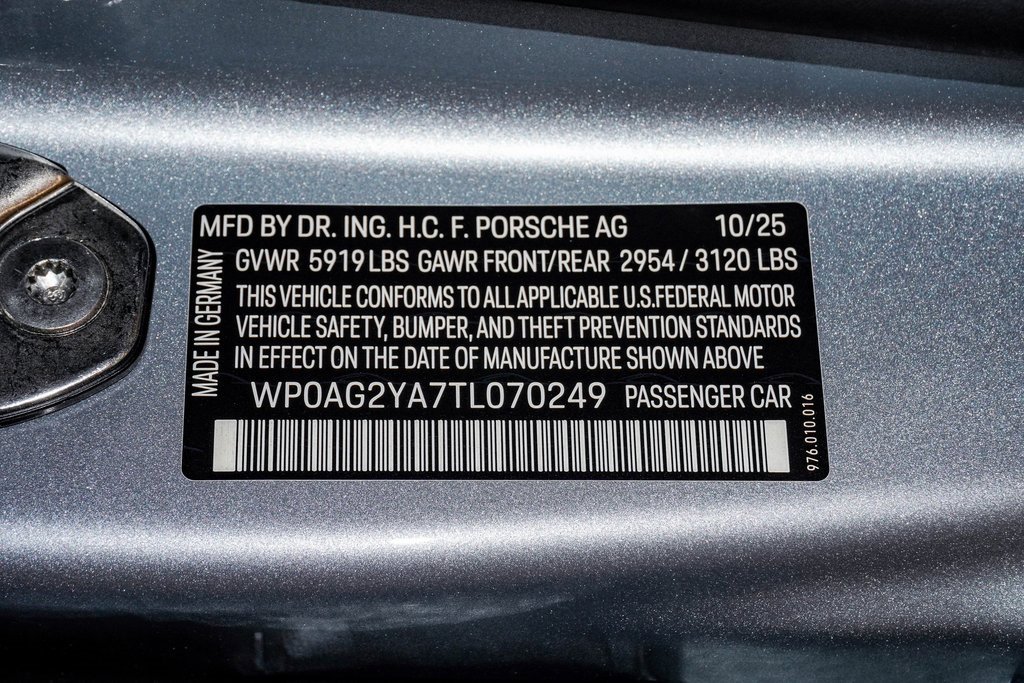 MFD BY DR. ING. H.C. F. PORSCHE AG 10/25
GVWR 5919 LBS GAWR FRONT/REAR 2954 / 3120 LBS
THIS VEHICLE CONFORMS TO ALL APPLICABLE U.S.FEDERAL MOTOR
VEHICLE SAFETY, BUMPER, AND THEFT PREVENTION STANDARDS
IN EFFECT ON THE DATE OF MANUFACTURE SHOWN ABOVE
WP0AG2YA7TL070249 PASSENGER CAR
MADE IN GERMANY
976.010.016